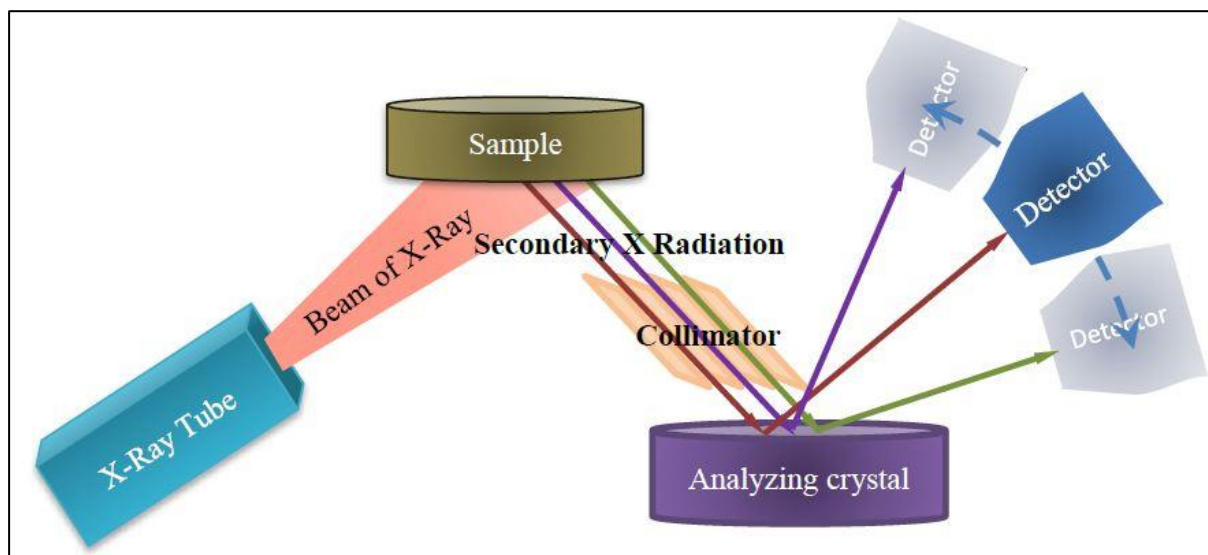 Sample
Detector
Detector
Detector
Beam of X-Ray
Secondary X Radiation
Collimator
X-Ray Tube
Analyzing crystal